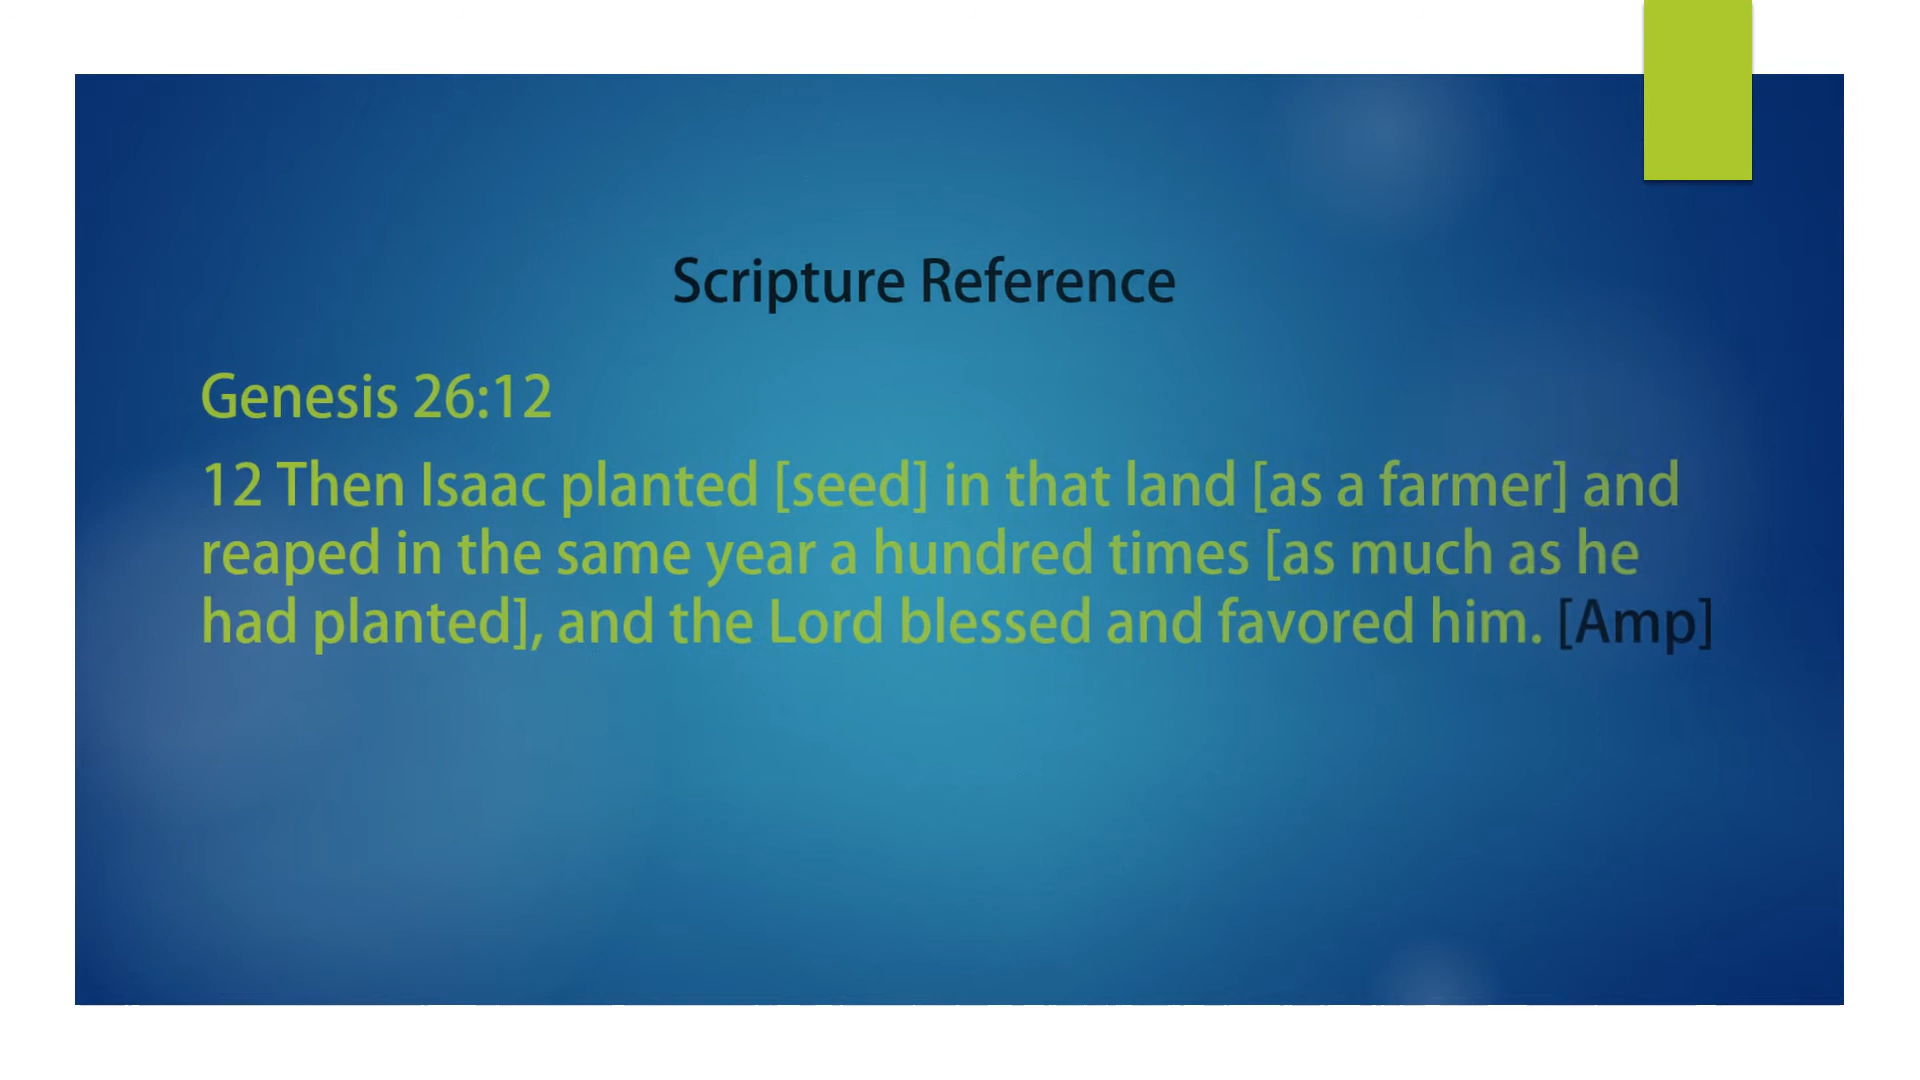 Scripture Reference
Genesis 26:12
12 Then Isaac planted [seed] in that land [as a farmer] and
reaped in the same year a hundred times [as much as he
had planted], and the Lord blessed and favored him. [Amp]